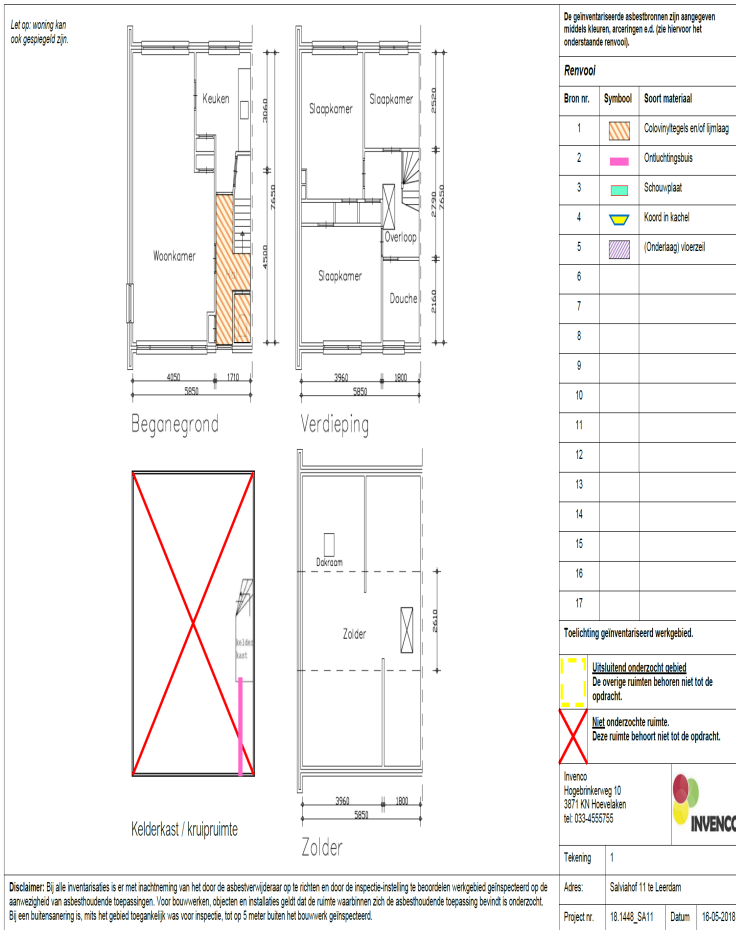 Let op: woning kan
ook gespiegeld zijn.
Keuken
Woonkamer
3060
7650
4500
4050
1710
5850
Beganegrond
Slaapkamer
Slaapkamer
Overloop
Slaapkamer
Douche
2520
2790
7650
2160
3960
1800
5850
Verdieping
kelder
kast
Kelderkast / kruipruimte
Dakraam
Zolder
2610
3960
1800
5850
Zolder
De geïnventariseerde asbestbronnen zijn aangegeven
middels kleuren, arceringen e.d. (zie hiervoor het
onderstaande renvooi).
Renvooi
Bron nr. Symbool Soort materiaal
1 Colovinyltegels en/of lijmlaag
2 Ontluchtingsbuis
3 Schouwplaat
4 Koord in kachel
5 (Onderlaag) vloerzeil
6
7
8
9
10
11
12
13
14
15
16
17
Toelichting geïnventariseerd werkgebied.
Uitsluitend onderzocht gebied
De overige ruimten behoren niet tot de
opdracht.
Niet onderzochte ruimte.
Deze ruimte behoort niet tot de opdracht.
Invenco
Hogebrinkerweg 10
3871 KN Hoevelaken
tel: 033-4555755
INVENCO
Tekening 1
Adres: Salviahof 11 te Leerdam
Project nr. 18.1448_SA11 Datum 16-05-2018
Disclaimer: Bij alle inventarisaties is er met inachtneming van het door de asbestverwijderaar op te richten en door de inspectie-instelling te beoordelen werkgebied geïnspecteerd op de
aanwezigheid van asbesthoudende toepassingen. Voor bouwwerken, objecten en installaties geldt dat de ruimte waarbinnen zich de asbesthoudende toepassing bevindt is onderzocht.
Bij een buitensanering is, mits het gebied toegankelijk was voor inspectie, tot op 5 meter buiten het bouwwerk geïnspecteerd.